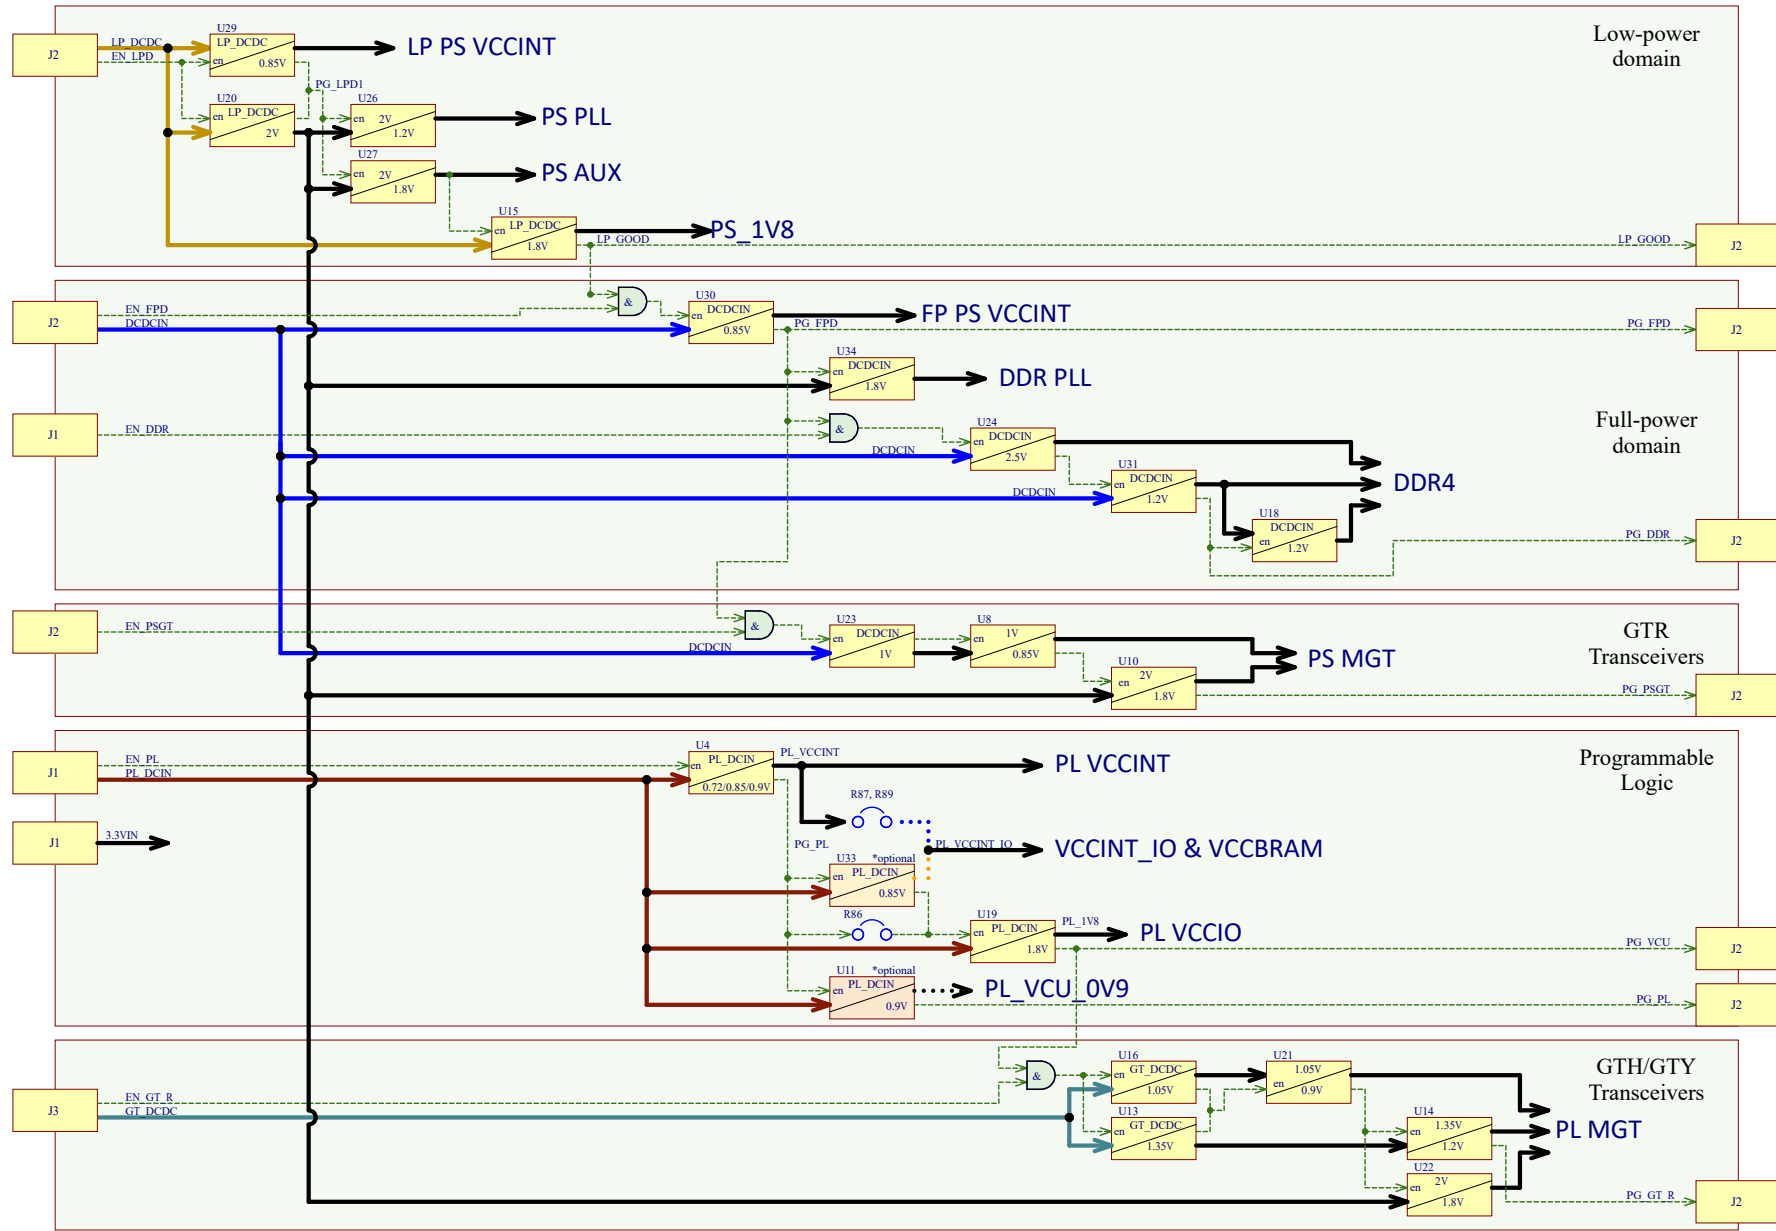 Low-power
domain
J2
LP_DCDC
EN_LPD
U29
LP_DCDC
en
0.85V
LP PS VCCINT
PG_LPD1
U20
en
LP_DCDC
2V
U26
en
2V
1.2V
PS PLL
U27
en
2V
1.8V
PS AUX
U15
en
LP_DCDC
1.8V
PS_1V8
LP_GOOD
LP_GOOD
J2
J2
EN_FPD
DCDCIN
&
U30
DCDCIN
en
0.85V
FP PS VCCINT
PG_FPD
PG_FPD
J2
U34
en
DCDCIN
1.8V
DDR PLL
Full-power
domain
J1
EN_DDR
&
U24
DCDCIN
en
2.5V
DCDCIN
U31
DCDCIN
en
1.2V
DCDCIN
DDR4
U18
DCDCIN
en
1.2V
PG_DDR
J2
GTR
Transceivers
J2
EN_PSGT
&
DCDCIN
U23
DCDCIN
en
1V
U8
en
1V
0.85V
U10
2V
en
1.8V
PS MGT
PG_PSGT
J2
Programmable
Logic
J1
EN_PL
PL_DCIN
U4
en
PL_DCIN
0.72/0.85/0.9V
PL_VCCINT
PL VCCINT
J1
3.3VIN
R87, R89
PG_PL
PL_VCCINT_IO
VCCINT_IO & VCCBRAM
U33 *optional
PL_DCIN
en
0.85V
R86
U19
en
PL_DCIN
1.8V
PL_1V8
PL VCCIO
PG_VCU
J2
U11 *optional
PL_DCIN
en
0.9V
PL_VCU_0V9
PG_PL
J2
GTH/GTY
Transceivers
J3
EN_GT_R
GT_DCDC
&
U16
en
GT_DCDC
1.05V
U21
1.05V
en
0.9V
U13
en
GT_DCDC
1.35V
U14
1.35V
en
1.2V
PL MGT
U22
2V
en
1.8V
PG_GT_R
J2